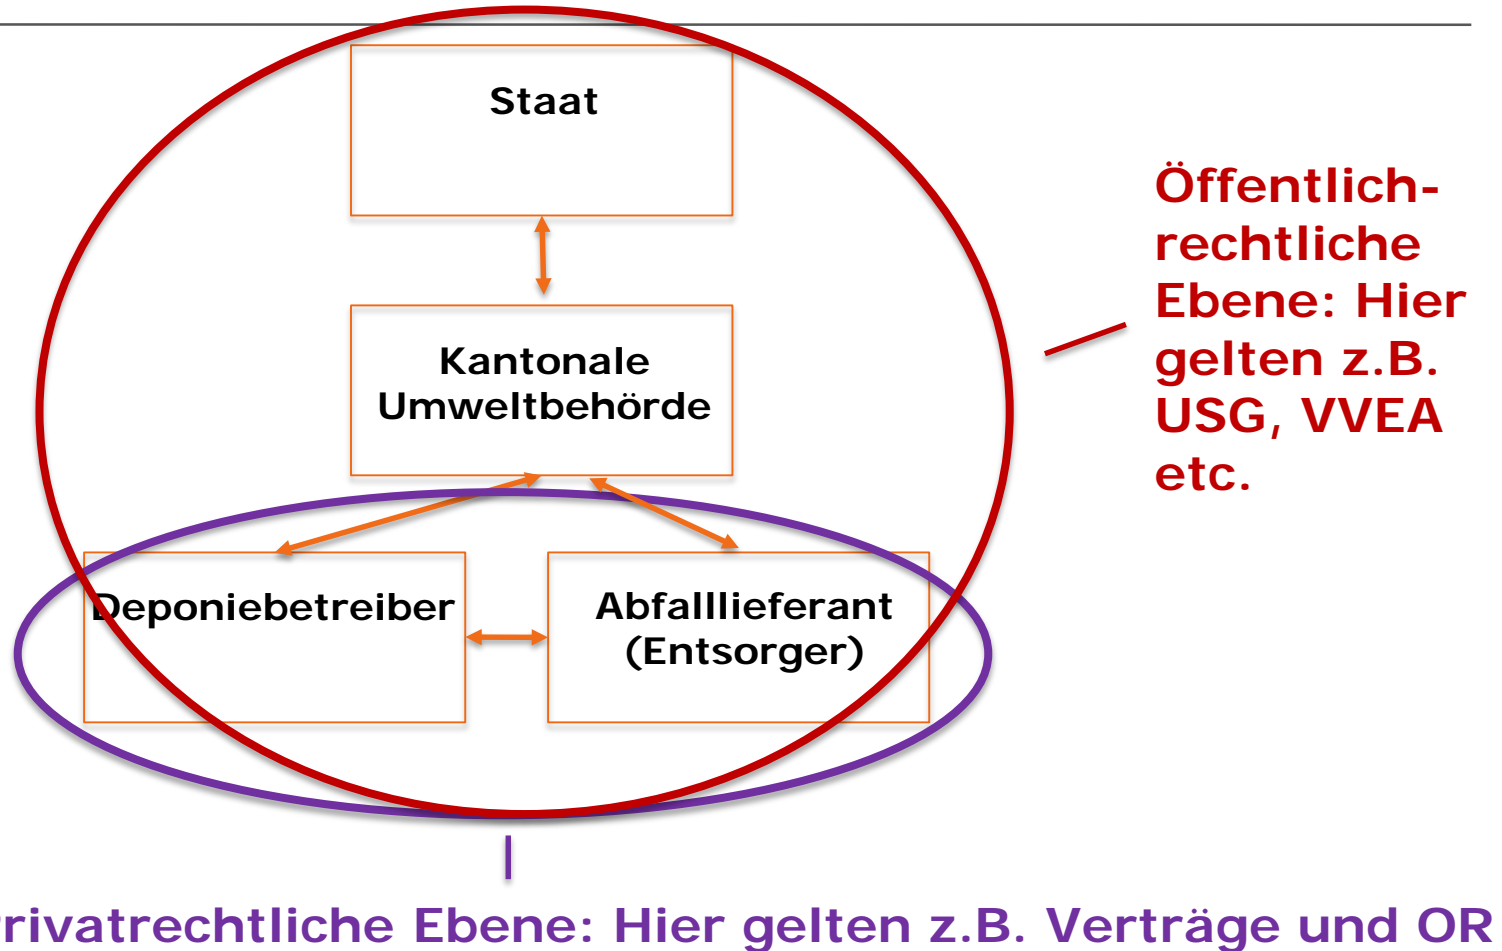 Staat
Öffentlich-
rechtliche
Ebene: Hier
gelten z.B.
USG, VVEA
etc.
Kantonale
Umweltbehörde
Deponiebetreiber
Abfalllieferant
(Entsorger)
rivatrechtliche Ebene: Hier gelten z.B. Verträge und OR